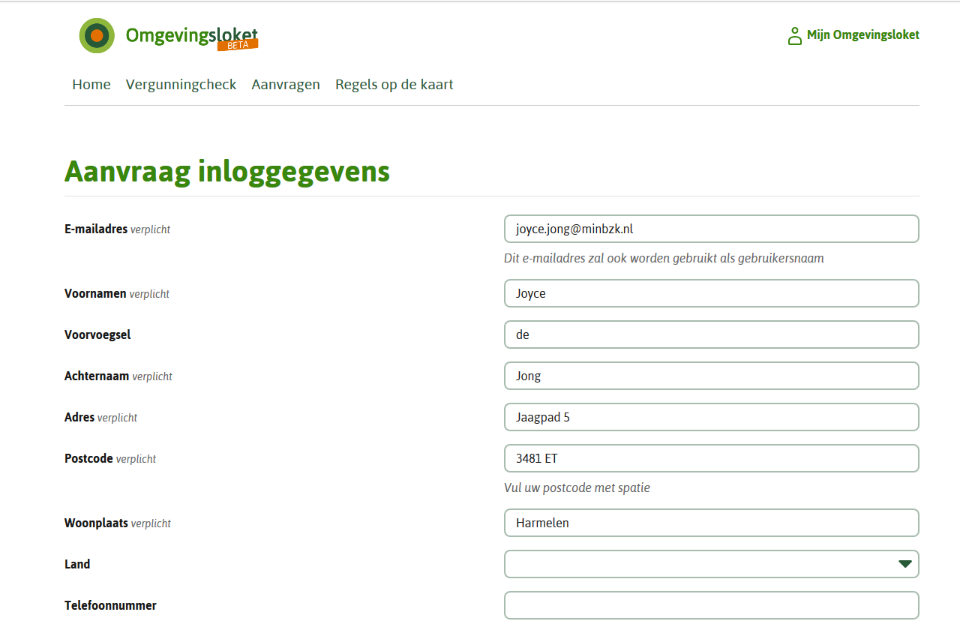 Omgevingsloket
BETA
Mijn Omgevingsloket
Home Vergunningcheck Aanvragen Regels op de kaart
Aanvraag inloggegevens
E-mailadres verplicht joyce.jong@minbzk.nl
Dit e-mailadres zal ook worden gebruikt als gebruikersnaam
Voornamen verplicht Joyce
Voorvoegsel de
Achternaam verplicht Jong
Adres verplicht Jaagpad 5
Postcode verplicht 3481 ET
Vul uw postcode met spatie
Woonplaats verplicht Harmelen
Land
Telefoonnummer